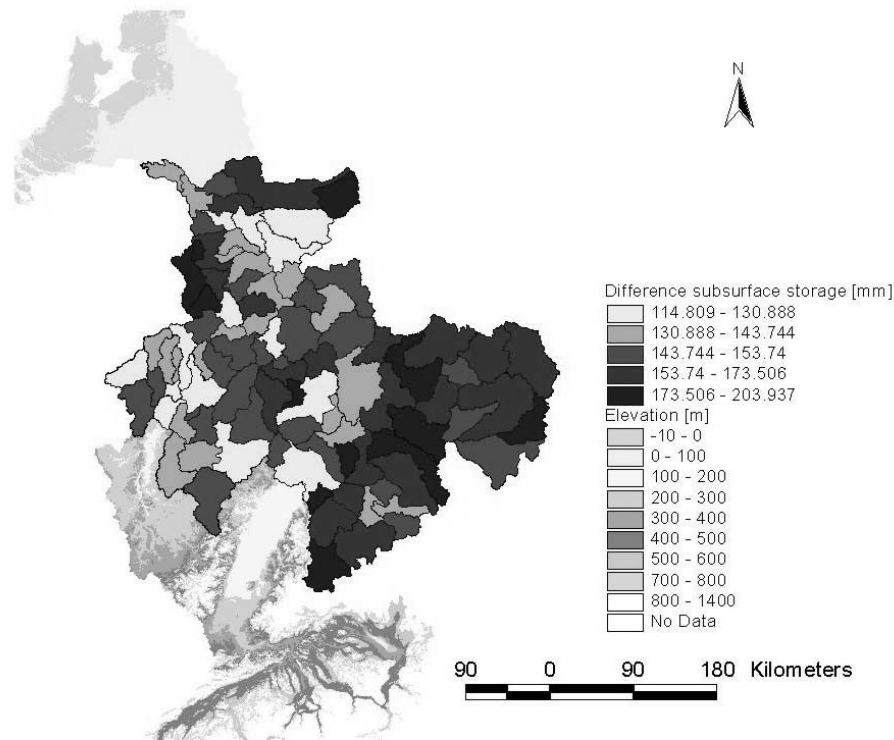 N
Difference subsurface storage [mm]
114.809 - 130.888
130.888 - 143.744
143.744 - 153.74
153.74 - 173.506
173.506 - 203.937
Elevation [m]
-10 - 0
0 - 100
100 - 200
200 - 300
300 - 400
400 - 500
500 - 600
700 - 800
800 - 1400
No Data
90 0 90 180 Kilometers